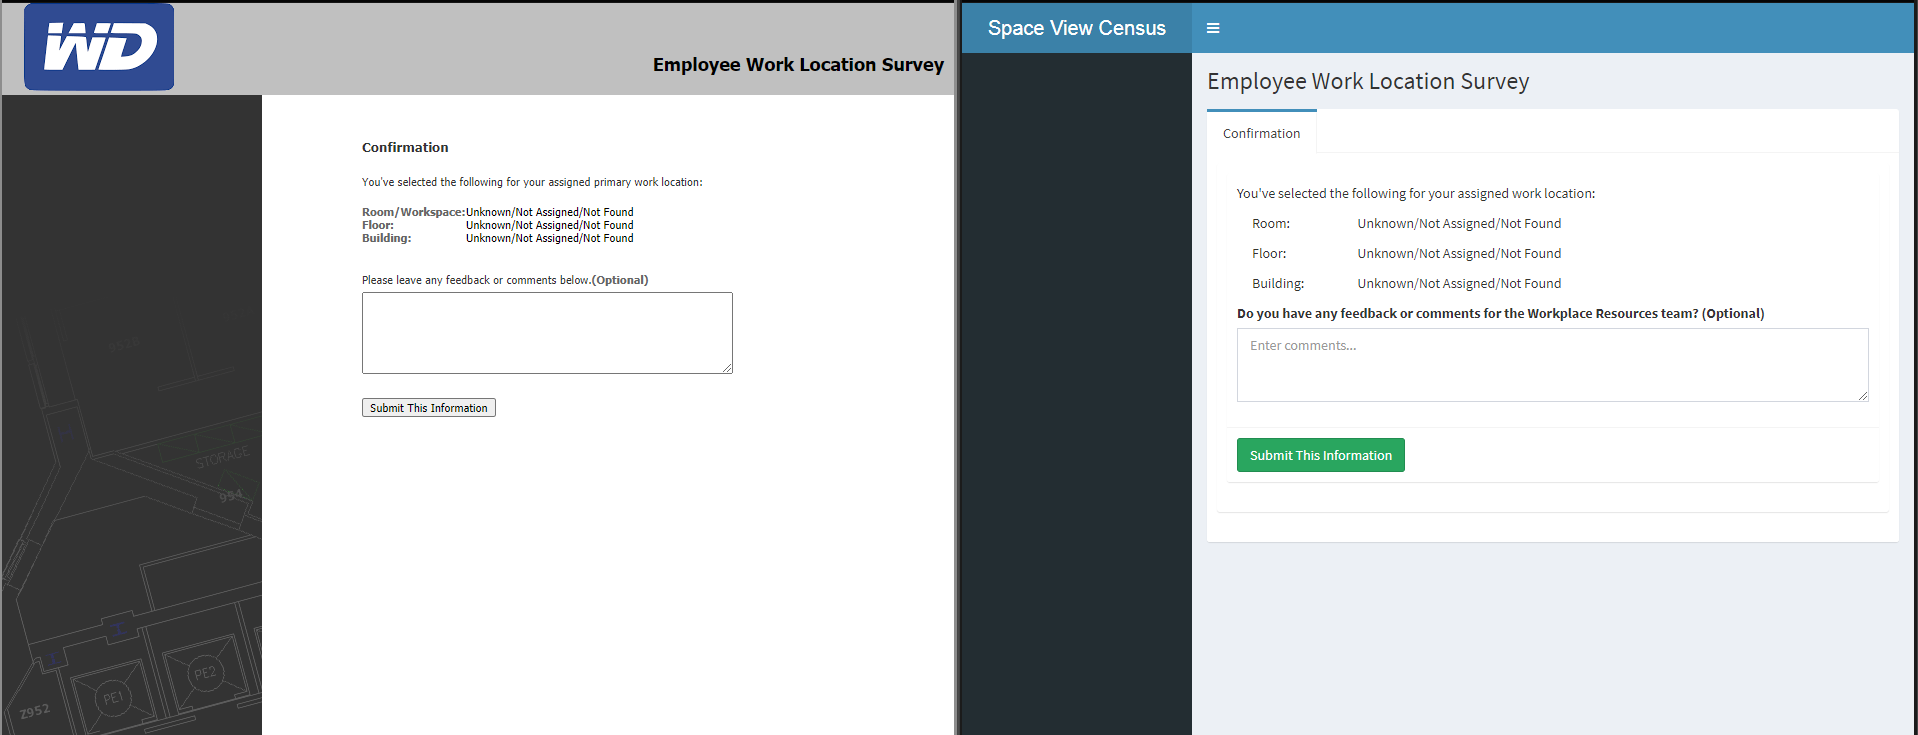 WD
Employee Work Location Survey
Confirmation
You've selected the following for your assigned primary work location:
Room/Workspace: Unknown/Not Assigned/Not Found
Floor: Unknown/Not Assigned/Not Found
Building: Unknown/Not Assigned/Not Found
Please leave any feedback or comments below.(Optional)
Submit This Information
952B
STORAGE
954
I
I
PE1
PE2
Z952
Space View Census
Employee Work Location Survey
Confirmation
You've selected the following for your assigned work location:
Room: Unknown/Not Assigned/Not Found
Floor: Unknown/Not Assigned/Not Found
Building: Unknown/Not Assigned/Not Found
Do you have any feedback or comments for the Workplace Resources team? (Optional)
Enter comments...
Submit This Information